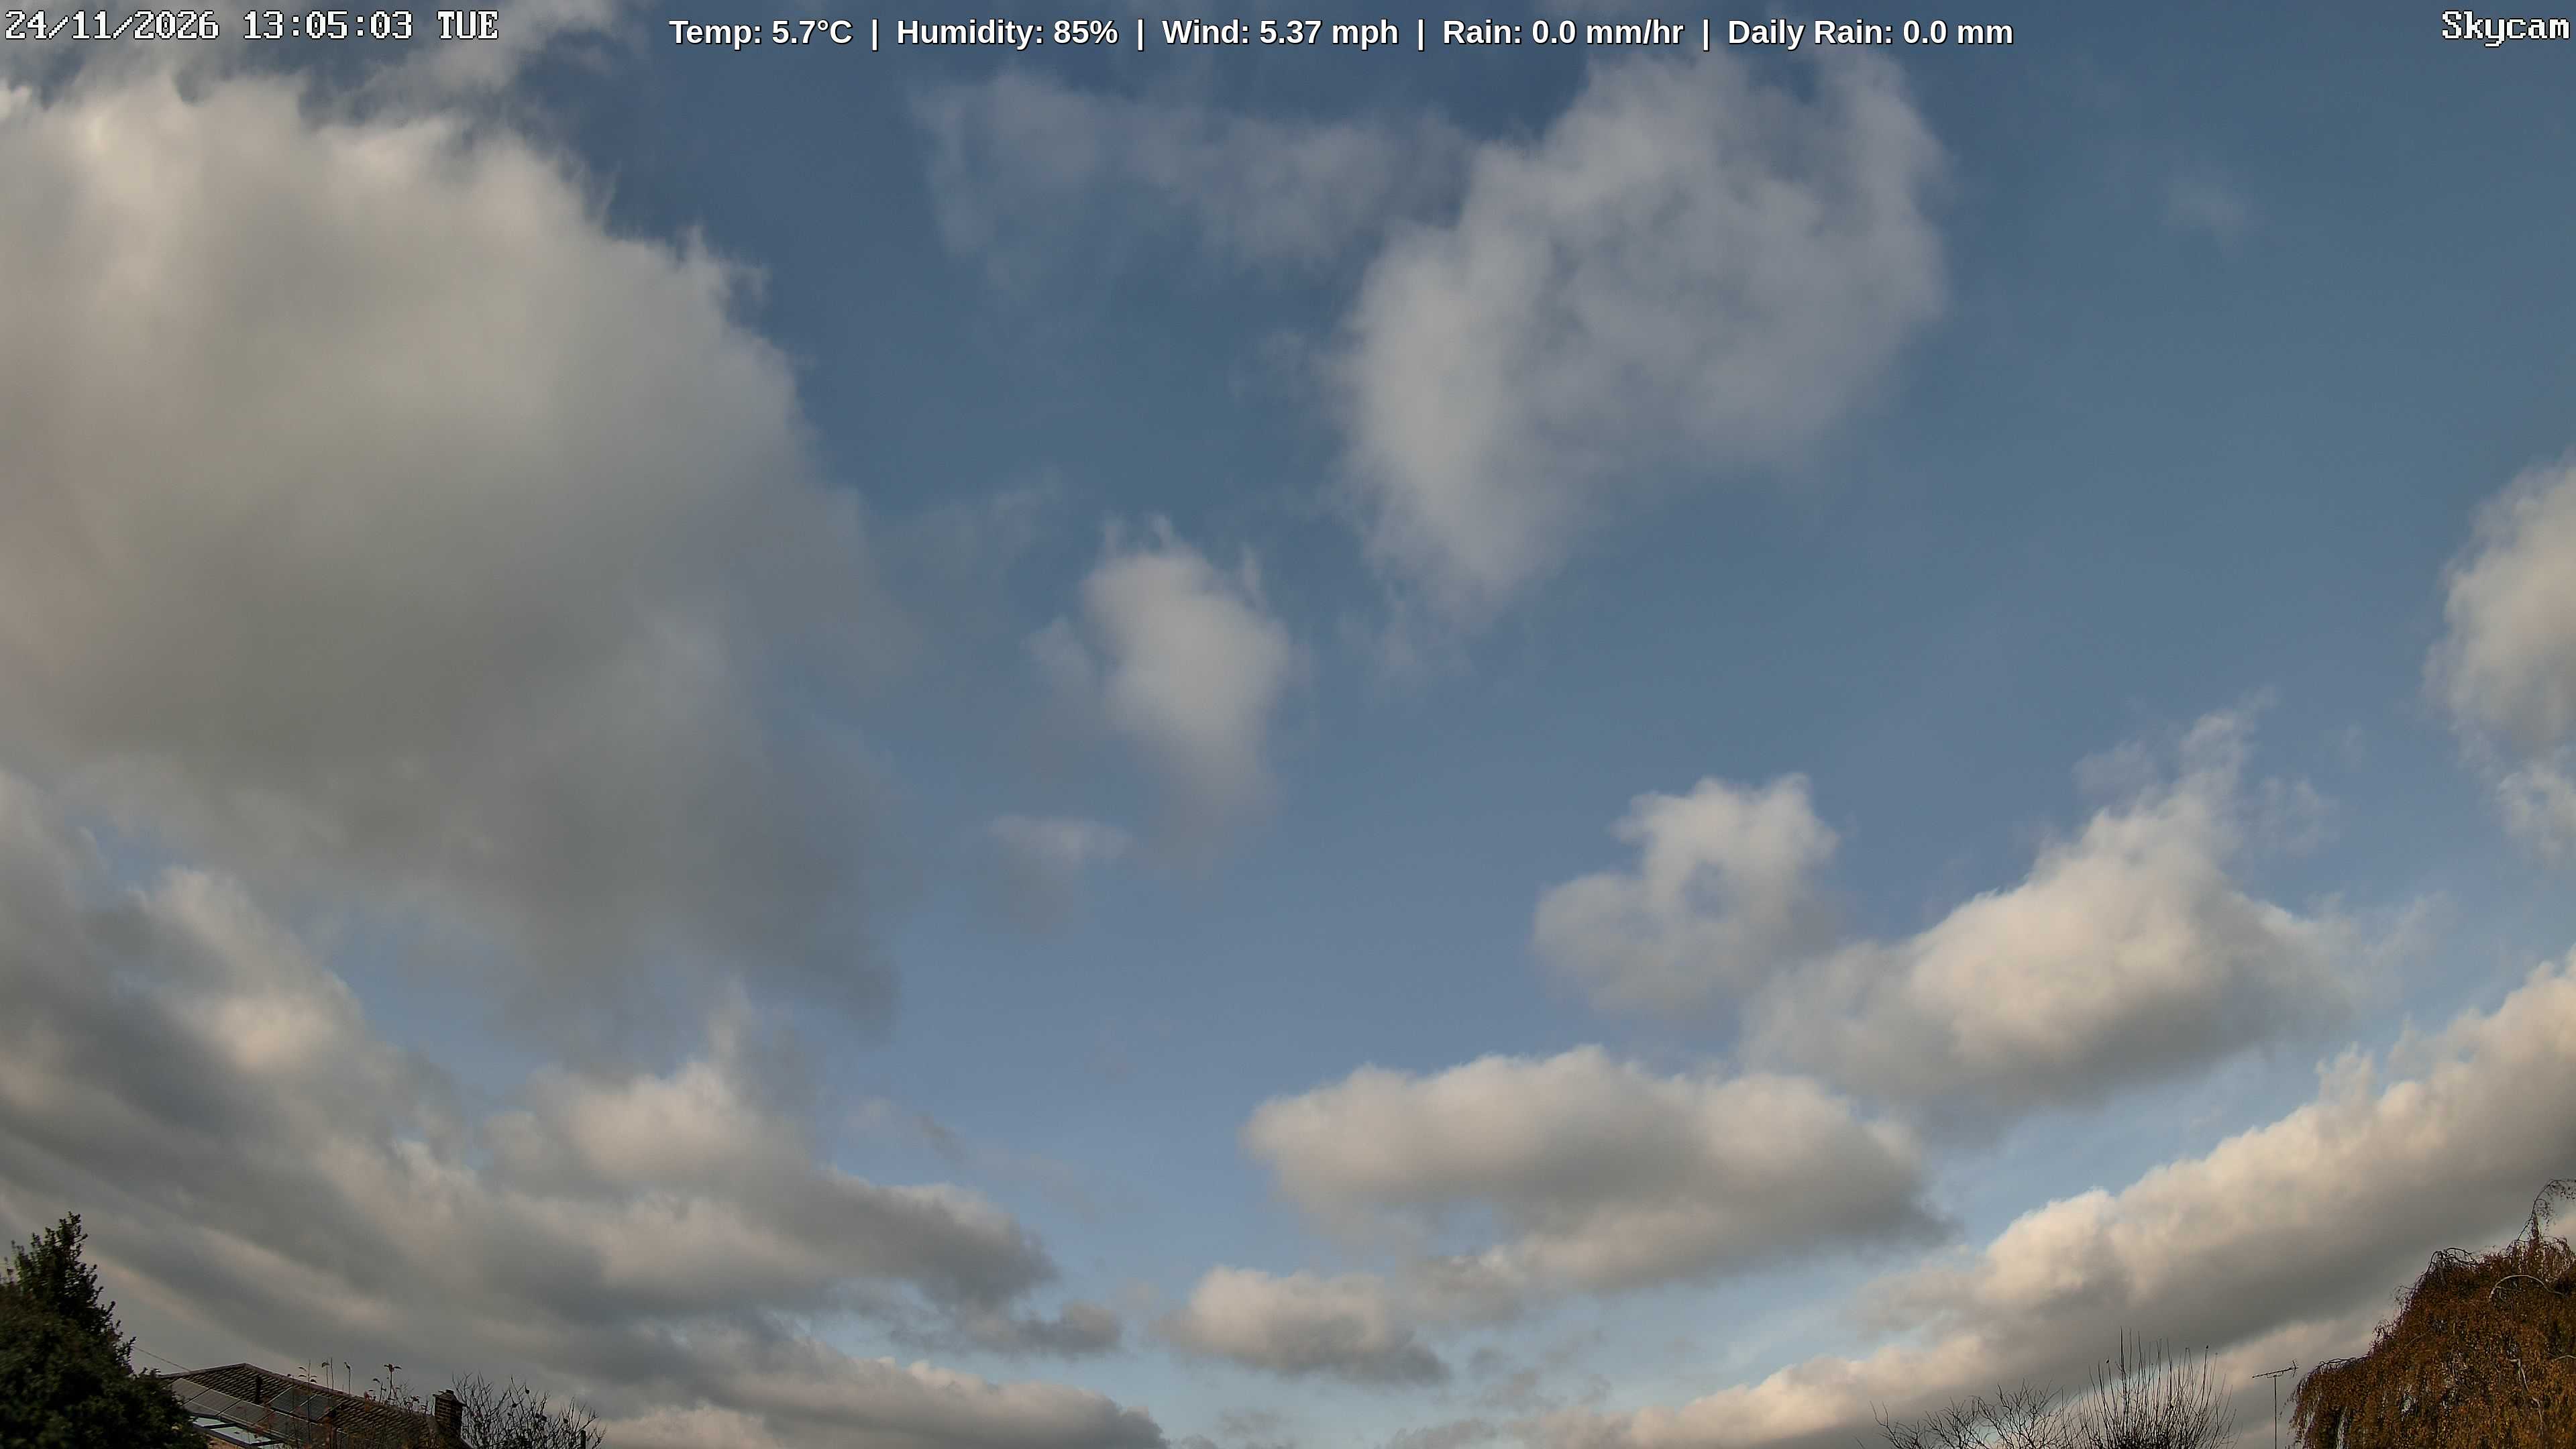 24/11/2026 13:05:03 TUE
Temp: 5.7°C | Humidity: 85% | Wind: 5.37 mph | Rain: 0.0 mm/hr | Daily Rain: 0.0 mm
Skycam